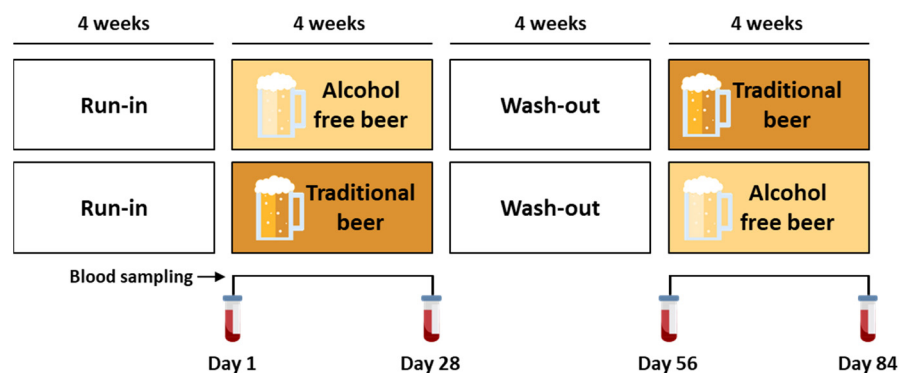 4 weeks 4 weeks 4 weeks 4 weeks
Run-in
Alcohol
free beer
Wash-out
Traditional
beer
Run-in
Traditional
beer
Wash-out
Alcohol
free beer
Blood sampling
Day 1 Day 28 Day 56 Day 84